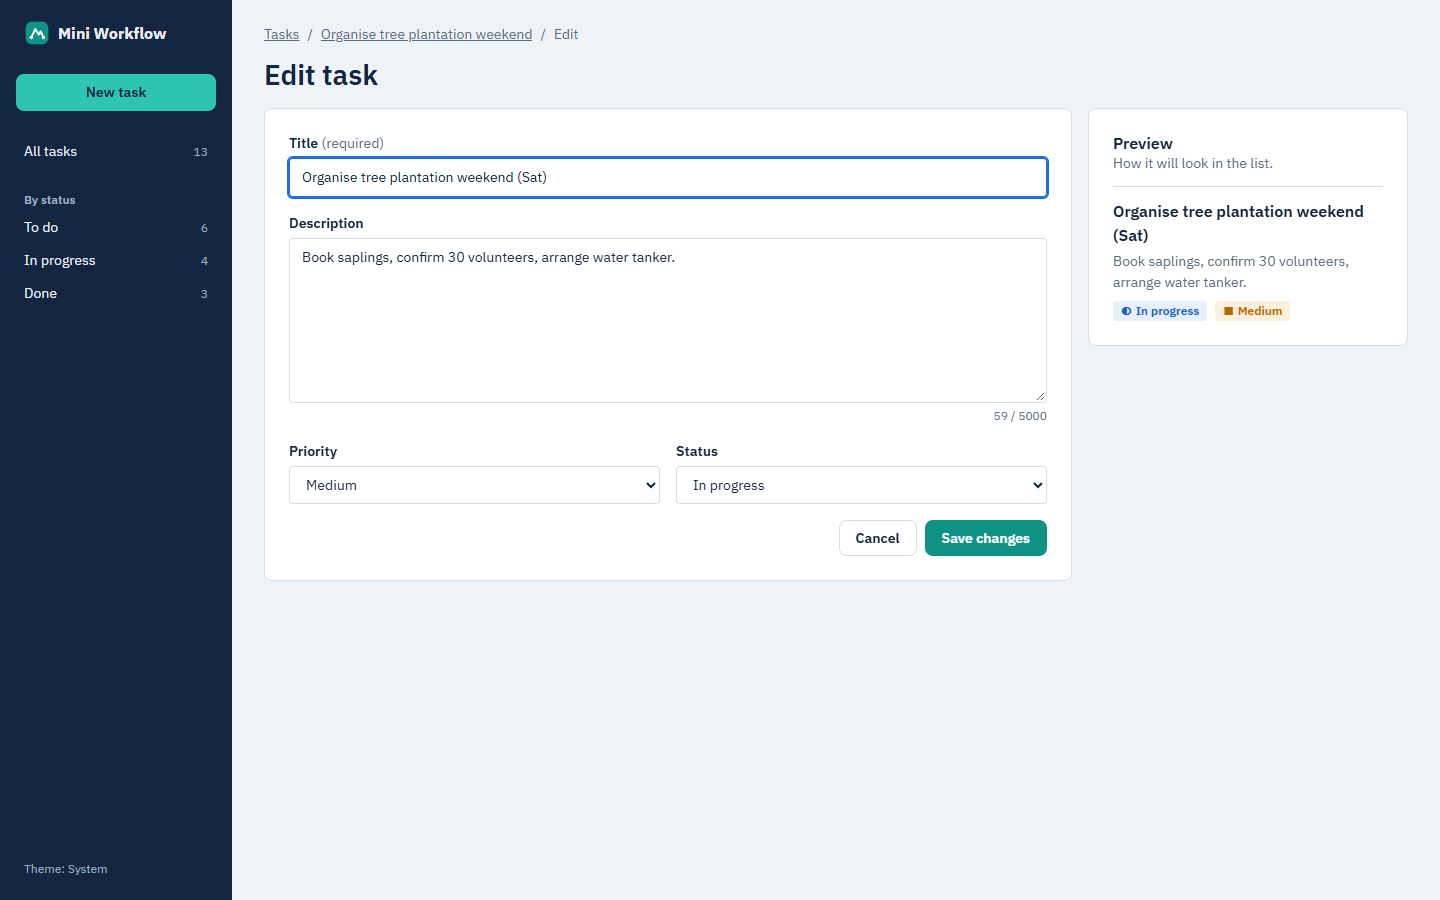 Mini Workflow
New task
All tasks 13
By status
To do 6
In progress 4
Done 3
Theme: System
Tasks / Organise tree plantation weekend / Edit
Edit task
Title (required)
Organise tree plantation weekend (Sat)
Description
Book saplings, confirm 30 volunteers, arrange water tanker.
59 / 5000
Priority Status
Medium In progress
Cancel Save changes
Preview
How it will look in the list.
Organise tree plantation weekend
(Sat)
Book saplings, confirm 30 volunteers,
arrange water tanker.
In progress Medium